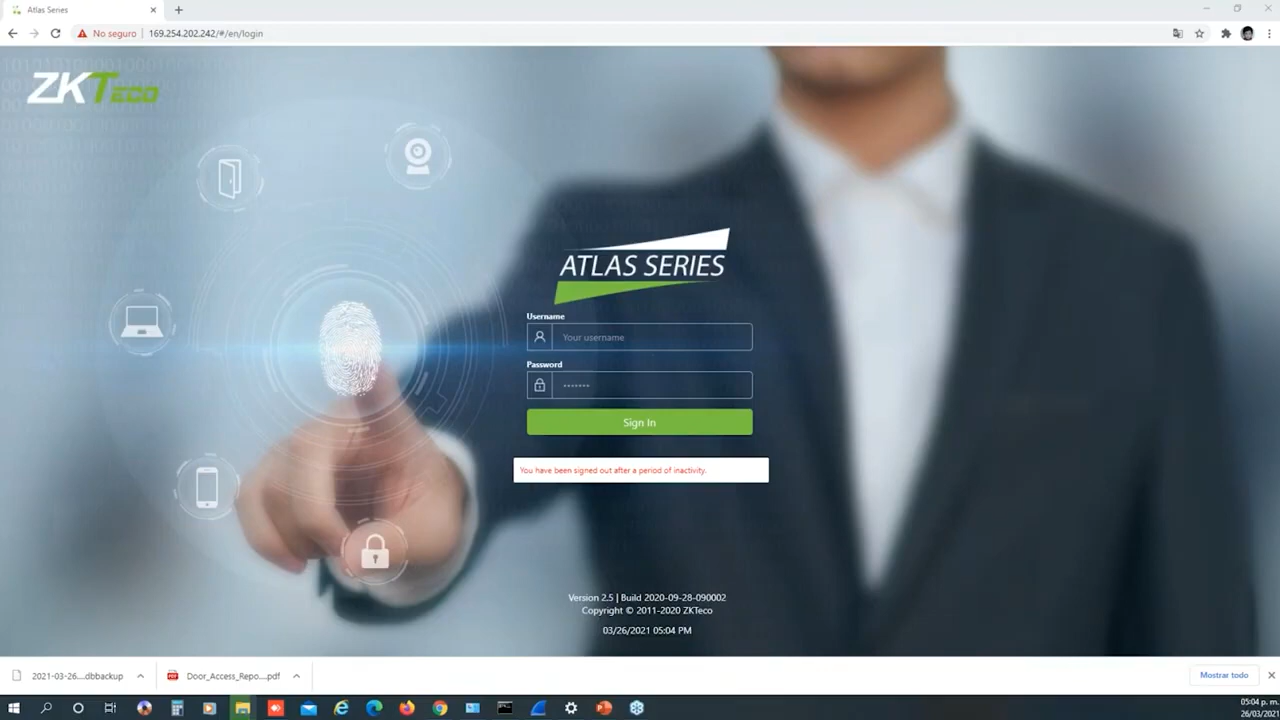 Atlas Series
No seguro
169.254.202.242/#/en/login
ZKTeco
ATLAS SERIES
Username
Your username
Password
Sign In
You have been signed out after a period of inactivity.
Version 2.5 | Build 2020-09-28-090002
Copyright © 2011-2020 ZKTeco
03/26/2021 05:04 PM
2021-03-26....dbbackup
Door_Access_Repo....pdf
Mostrar todo
05:04 p. m.
26/03/2021